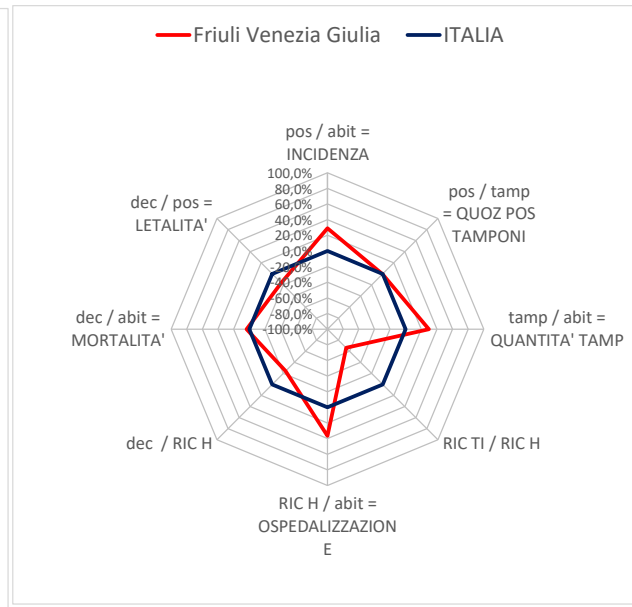 Friuli Venezia Giulia
ITALIA
pos / abit =
INCIDENZA
100,0%
80,0%
60,0%
40,0%
20,0%
0,0%
-20,0%
-40,0%
-60,0%
-80,0%
-100,0%
pos / tamp
= QUOZ POS
TAMPONI
tamp / abit =
QUANTITA' TAMP
RIC TI / RIC H
RIC H / abit =
OSPEDALIZZAZION
E
dec / RIC H
dec / abit =
MORTALITA'
dec / pos =
LETALITA'